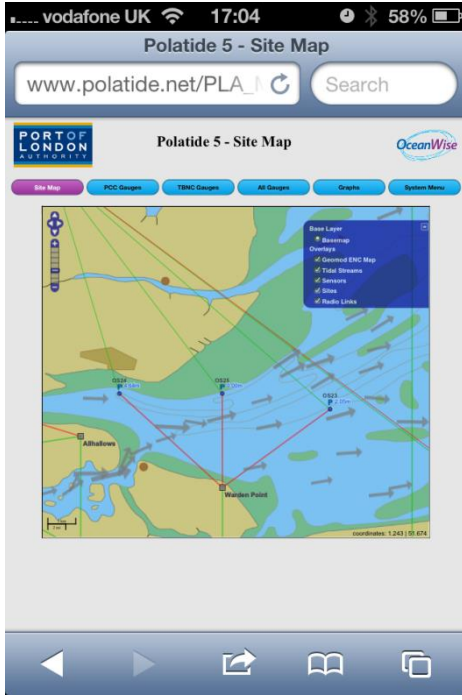 vodafone UK 17:04 58%
Polatide 5 - Site Map
www.polatide.net/PLA_
Search
PORT OF
LONDON
AUTHORITY
Polatide 5 - Site Map
OceanWise
Site Map
PCC Gauges
TBNC Gauges
All Gauges
Graphs
System Menu
Base Layer
Basemap
Overlays
Geomod ENC Map
Tidal Streams
Sensors
Sites
Radio Links
P
P
OS23
P
Allhallows
Warden Point
coordinates: 1.243 | 51.674